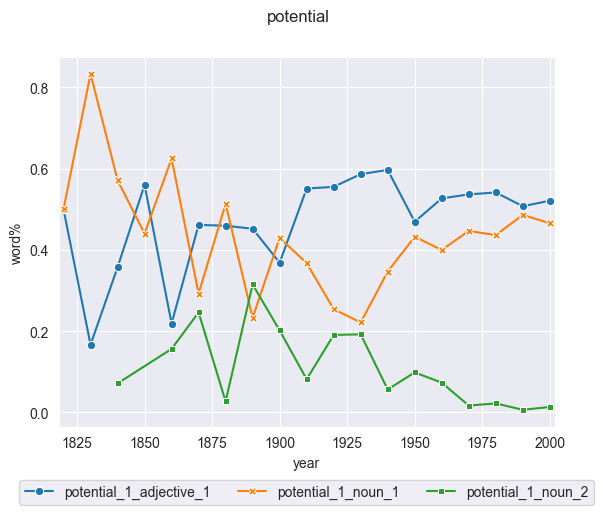 potential
0.8
0.6
0.4
0.2
0.0
word%
1825 1850 1875 1900 1925 1950 1975 2000
year
potential_1_adjective_1 potential_1_noun_1 potential_1_noun_2